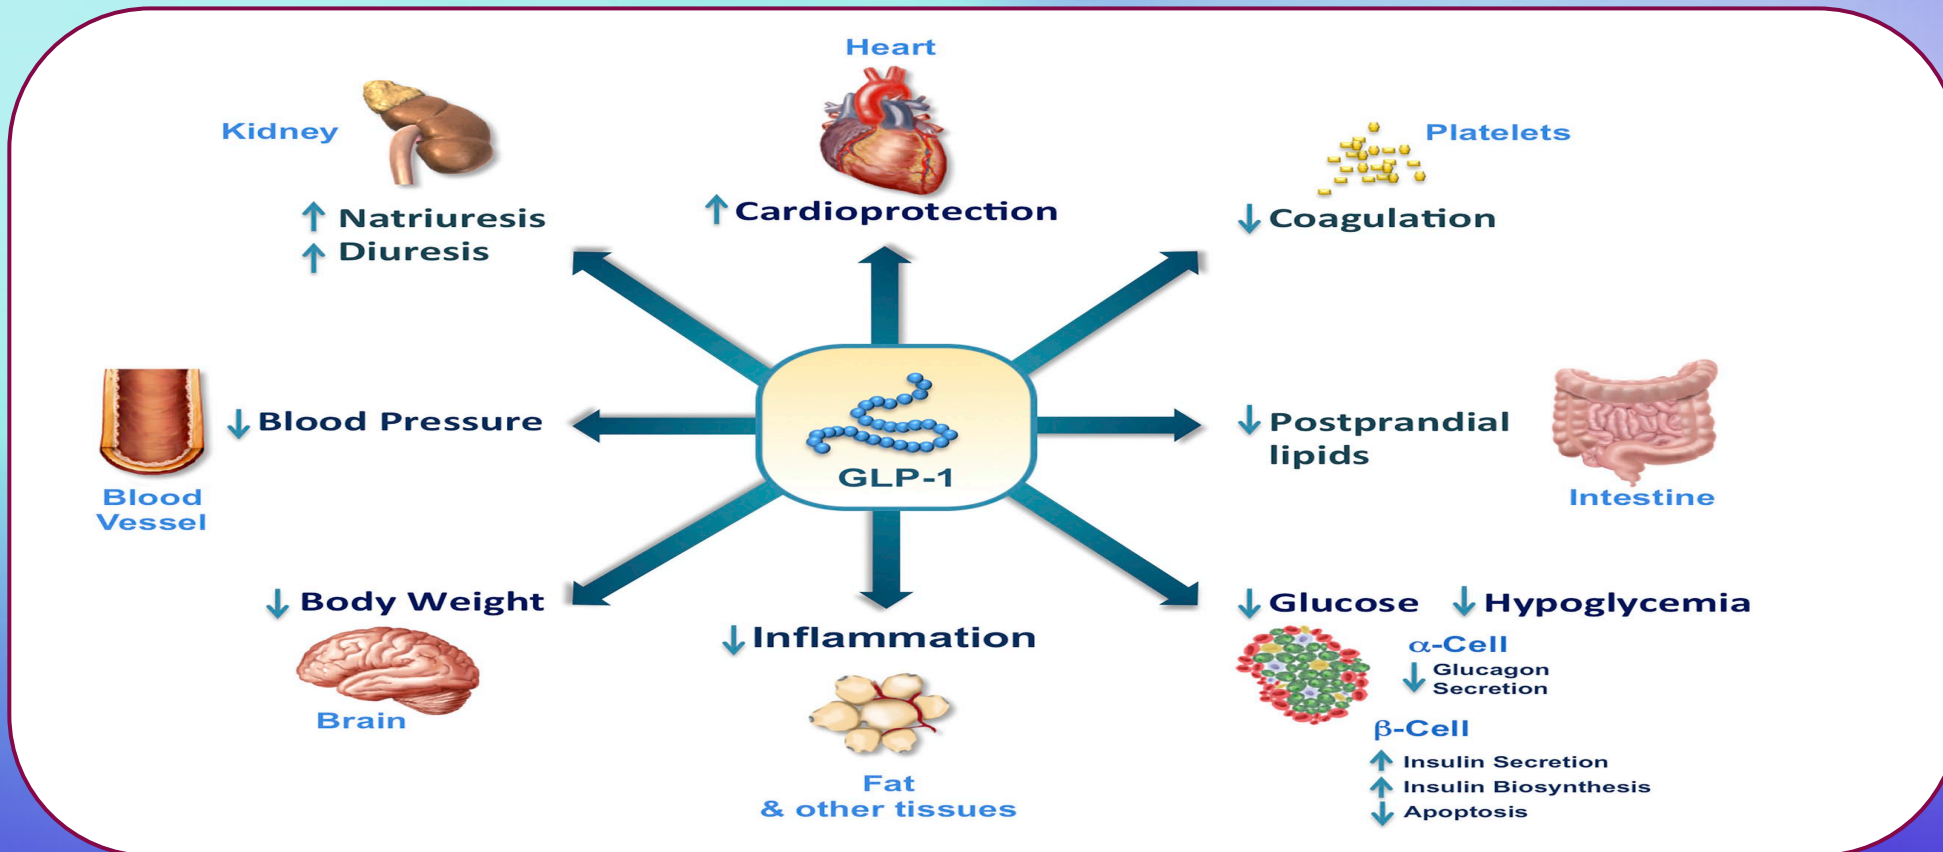 Heart
Kidney
Platelets
↑ Natriuresis
↑ Diuresis
↑ Cardioprotection
↓ Coagulation
↓ Blood Pressure
Blood
Vessel
GLP-1
↓ Postprandial
lipids
Intestine
↓ Body Weight
Brain
↓ Inflammation
Fat
& other tissues
↓ Glucose ↓ Hypoglycemia
α-Cell
↓ Glucagon
Secretion
β-Cell
↑ Insulin Secretion
↑ Insulin Biosynthesis
↓ Apoptosis